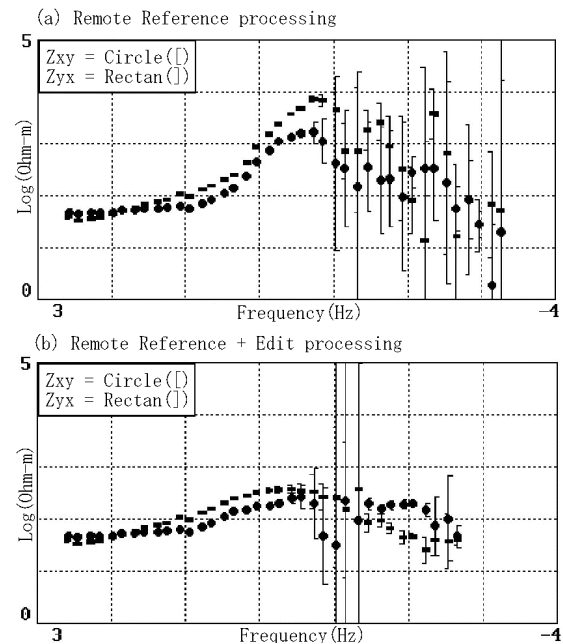 (a) Remote Reference processing
5
Zxy = Circle([)
Zyx = Rectan(])
Log(Ohm-m)
0
3
Frequency(Hz)
-4
(b) Remote Reference + Edit processing
5
Zxy = Circle([)
Zyx = Rectan(])
Log(Ohm-m)
0
3
Frequency(Hz)
-4